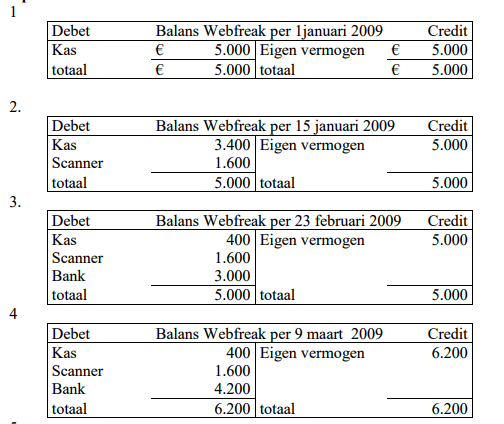 1
Debet Balans Webfreak per 1januari 2009 Credit
Kas € 5.000 Eigen vermogen € 5.000
totaal € 5.000 totaal € 5.000
2.
Debet Balans Webfreak per 15 januari 2009 Credit
Kas 3.400 Eigen vermogen 5.000
Scanner 1.600
totaal 5.000 totaal 5.000
3.
Debet Balans Webfreak per 23 februari 2009 Credit
Kas 400 Eigen vermogen 5.000
Scanner 1.600
Bank 3.000
totaal 5.000 totaal 5.000
4
Debet Balans Webfreak per 9 maart 2009 Credit
Kas 400 Eigen vermogen 6.200
Scanner 1.600
Bank 4.200
totaal 6.200 totaal 6.200